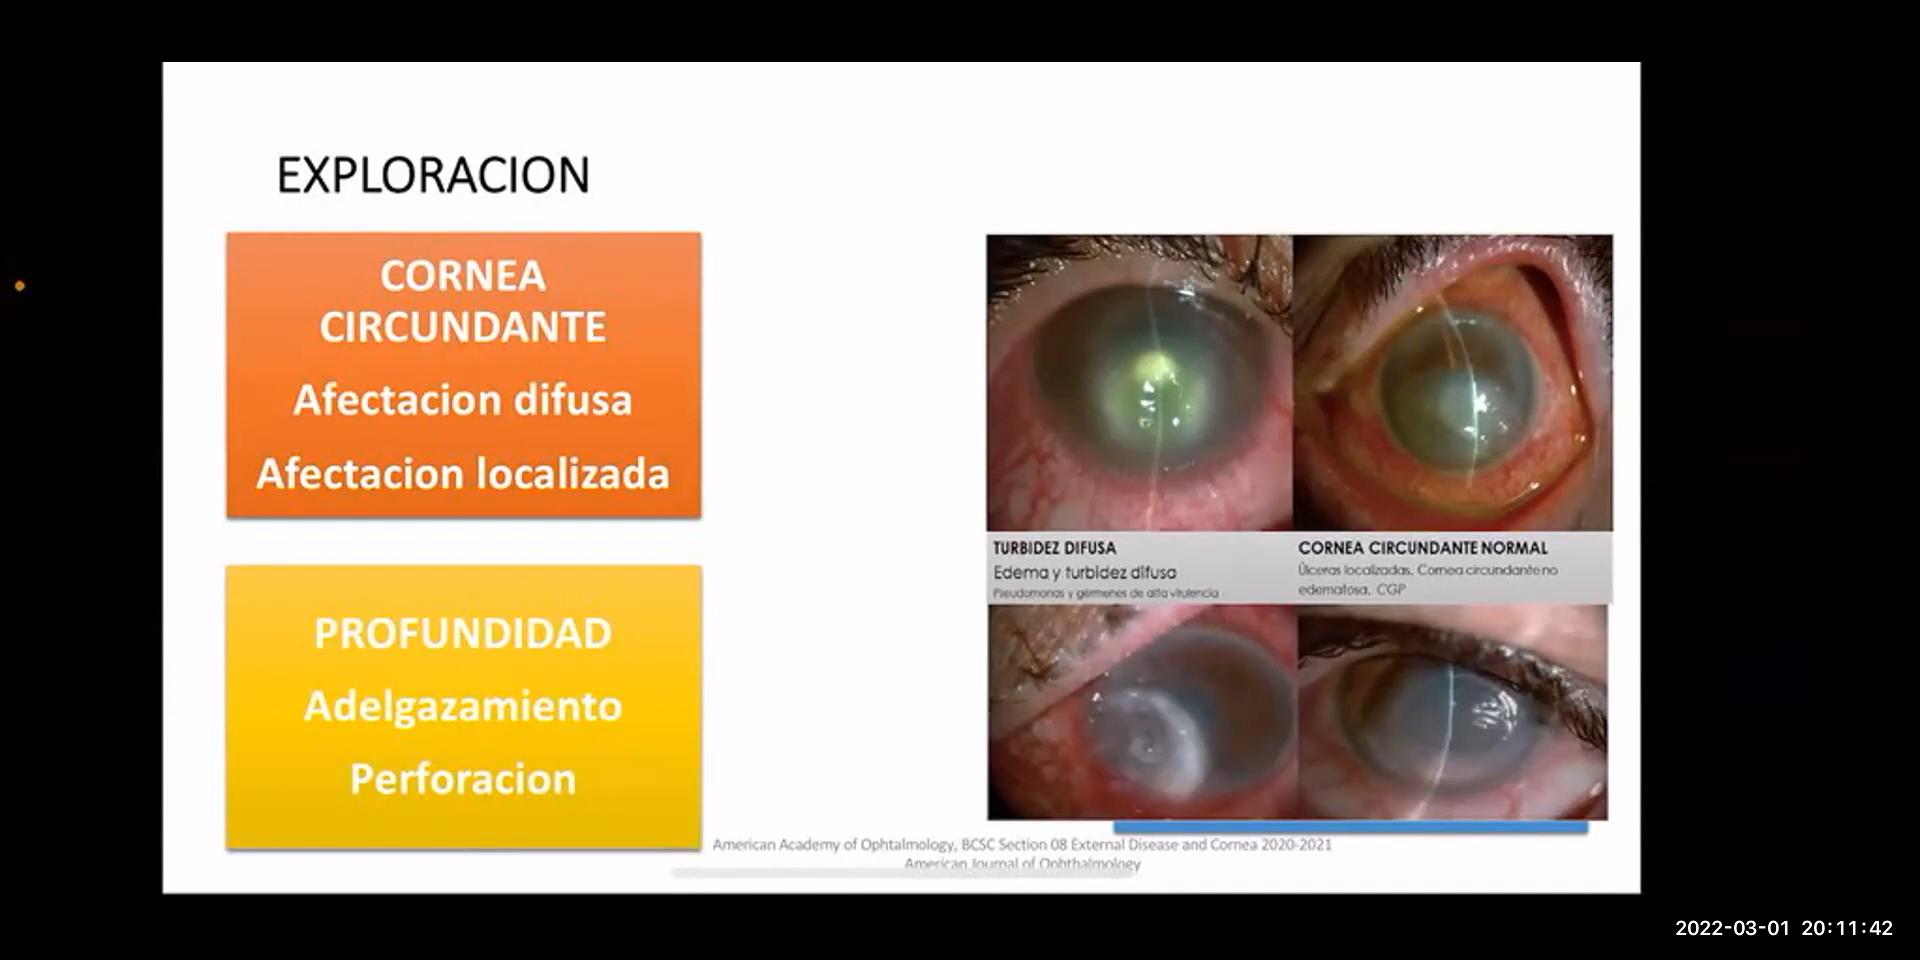 EXPLORACION
CORNEA
CIRCUNDANTE
Afectacion difusa
Afectacion localizada
PROFUNDIDAD
Adelgazamiento
Perforacion
TURBIDEZ DIFUSA
Edema y turbidez difusa
Pseudomonas y gérmenes de alta virulencia
CORNEA CIRCUNDANTE NORMAL
Úlceras localizadas. Cornea circundante no
edematosa. CGP
American Academy of Ophtalmology, BCSC Section 08 External Disease and Cornea 2020-2021
American Journal of Ophthalmology
2022-03-01 20:11:42